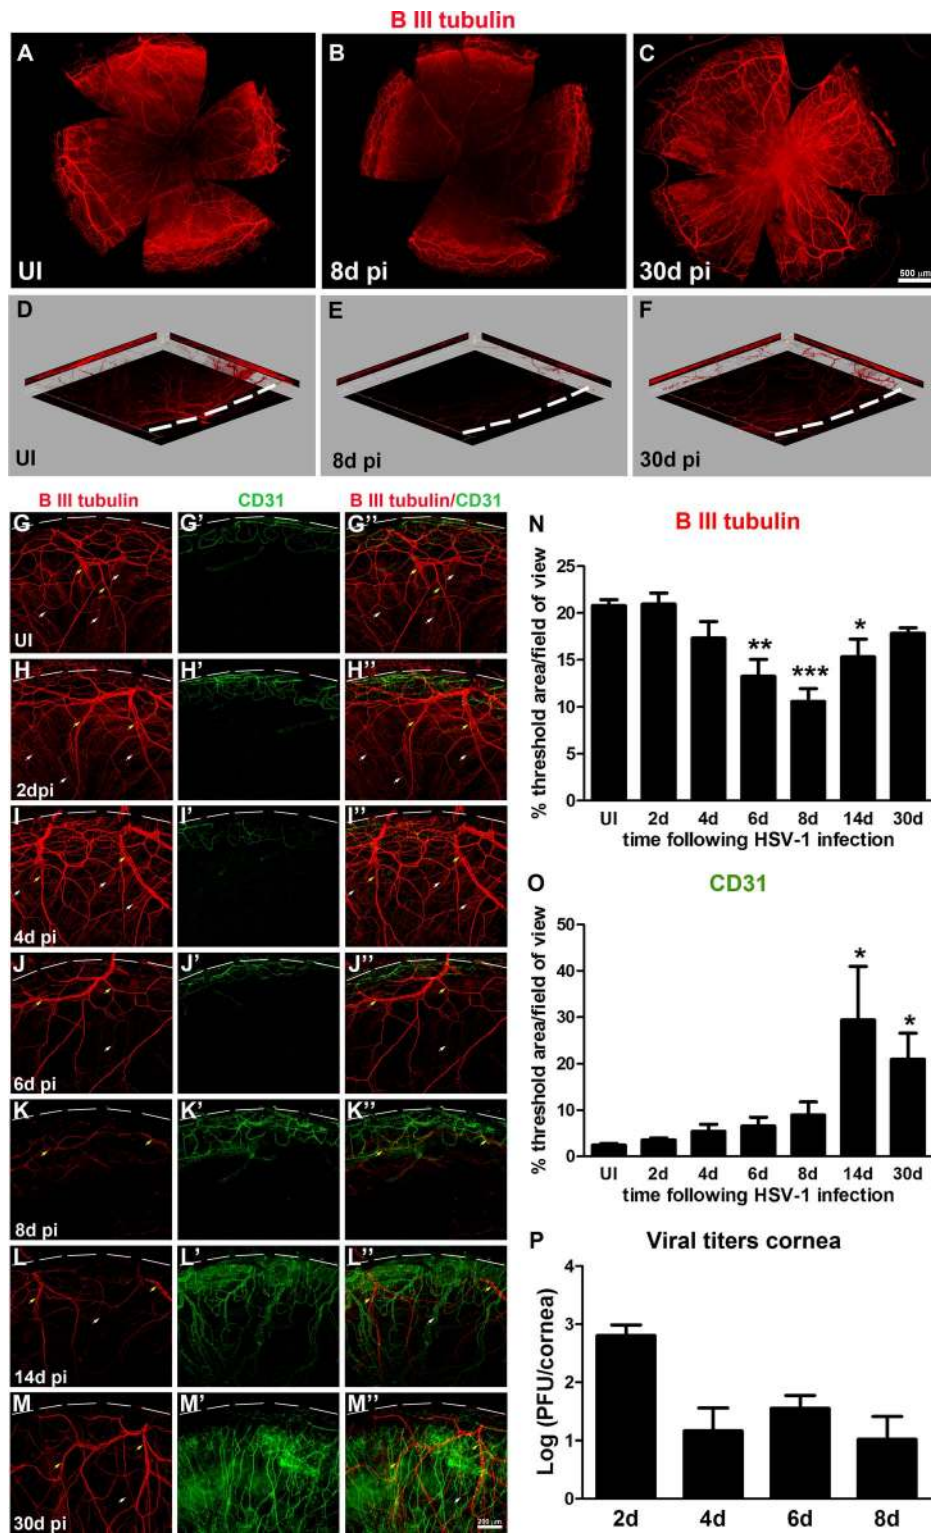 B III tubulin
A
B
C
UI
8d pi
30d pi
500 µm
D
E
F
UI
8d pi
30d pi
B III tubulin
CD31
B III tubulin/CD31
G
G'
G''
UI
H
H'
H''
2dpi
I
I'
I''
4d pi
J
J'
J''
6d pi
K
K'
K''
8d pi
L
L'
L''
14d pi
M
M'
M''
30d pi
200 µm
N
B III tubulin
% threshold area/field of view
25
20
15
10
5
0
** *** *
UI 2d 4d 6d 8d 14d 30d
time following HSV-1 infection
O
CD31
% threshold area/field of view
50
40
30
20
10
0
* *
UI 2d 4d 6d 8d 14d 30d
time following HSV-1 infection
P
Viral titers cornea
Log (PFU/cornea)
4
3
2
1
0
2d 4d 6d 8d